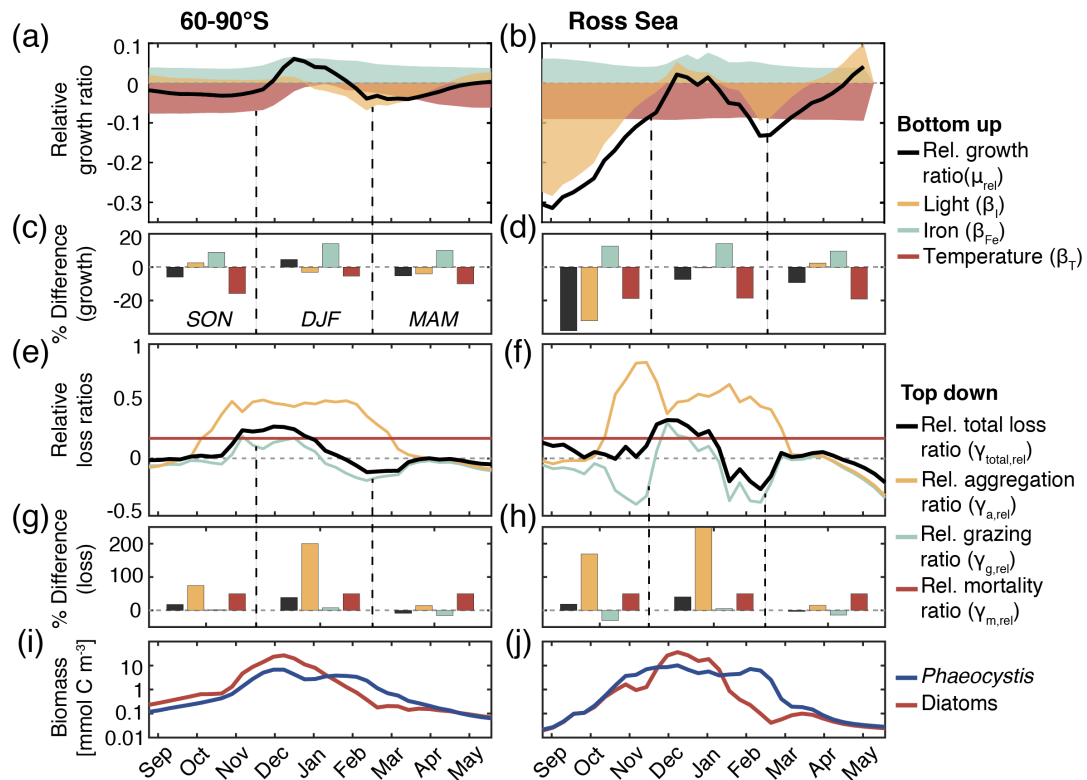 60-90°S
Ross Sea
(a)
(b)
0.1
0
-0.1
-0.2
-0.3
Relative
growth ratio
Bottom up
Rel. growth
ratio(μrel)
Light (βI)
Iron (βFe)
Temperature (βT)
(c)
(d)
20
0
-20
% Difference
(growth)
SON
DJF
MAM
(e)
(f)
1
0.5
0
-0.5
Relative
loss ratios
Top down
Rel. total loss
ratio (γtotal,rel)
Rel. aggregation
ratio (γa,rel)
Rel. grazing
ratio (γg,rel)
Rel. mortality
ratio (γm,rel)
(g)
(h)
200
100
0
% Difference
(loss)
(i)
(j)
10
1
0.1
0.01
Biomass
[mmol C m⁻³]
Phaeocystis
Diatoms
Sep Oct Nov Dec Jan Feb Mar Apr May
Sep Oct Nov Dec Jan Feb Mar Apr May